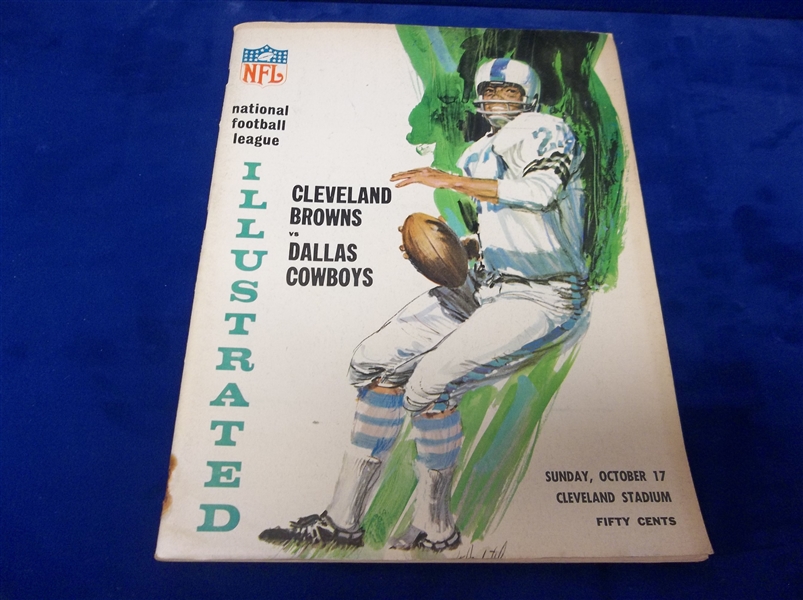 NFL
national
football
league
ILLUSTRATED
CLEVELAND
BROWNS
vs
DALLAS
COWBOYS
SUNDAY, OCTOBER 17
CLEVELAND STADIUM
FIFTY CENTS